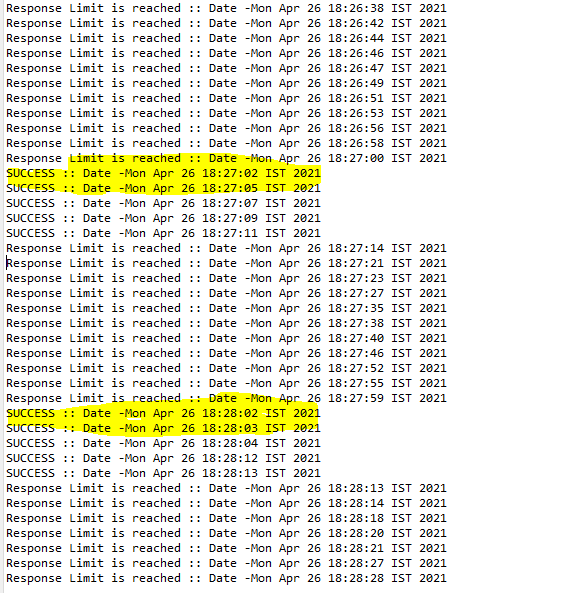 Response Limit is reached :: Date -Mon Apr 26 18:26:38 IST 2021
Response Limit is reached :: Date -Mon Apr 26 18:26:42 IST 2021
Response Limit is reached :: Date -Mon Apr 26 18:26:44 IST 2021
Response Limit is reached :: Date -Mon Apr 26 18:26:46 IST 2021
Response Limit is reached :: Date -Mon Apr 26 18:26:47 IST 2021
Response Limit is reached :: Date -Mon Apr 26 18:26:49 IST 2021
Response Limit is reached :: Date -Mon Apr 26 18:26:51 IST 2021
Response Limit is reached :: Date -Mon Apr 26 18:26:53 IST 2021
Response Limit is reached :: Date -Mon Apr 26 18:26:56 IST 2021
Response Limit is reached :: Date -Mon Apr 26 18:26:58 IST 2021
Response Limit is reached :: Date -Mon Apr 26 18:27:00 IST 2021
SUCCESS :: Date -Mon Apr 26 18:27:02 IST 2021
SUCCESS :: Date -Mon Apr 26 18:27:05 IST 2021
SUCCESS :: Date -Mon Apr 26 18:27:07 IST 2021
SUCCESS :: Date -Mon Apr 26 18:27:09 IST 2021
SUCCESS :: Date -Mon Apr 26 18:27:11 IST 2021
Response Limit is reached :: Date -Mon Apr 26 18:27:14 IST 2021
Response Limit is reached :: Date -Mon Apr 26 18:27:21 IST 2021
Response Limit is reached :: Date -Mon Apr 26 18:27:23 IST 2021
Response Limit is reached :: Date -Mon Apr 26 18:27:27 IST 2021
Response Limit is reached :: Date -Mon Apr 26 18:27:35 IST 2021
Response Limit is reached :: Date -Mon Apr 26 18:27:38 IST 2021
Response Limit is reached :: Date -Mon Apr 26 18:27:40 IST 2021
Response Limit is reached :: Date -Mon Apr 26 18:27:46 IST 2021
Response Limit is reached :: Date -Mon Apr 26 18:27:52 IST 2021
Response Limit is reached :: Date -Mon Apr 26 18:27:55 IST 2021
Response Limit is reached :: Date -Mon Apr 26 18:27:59 IST 2021
SUCCESS :: Date -Mon Apr 26 18:28:02 IST 2021
SUCCESS :: Date -Mon Apr 26 18:28:03 IST 2021
SUCCESS :: Date -Mon Apr 26 18:28:04 IST 2021
SUCCESS :: Date -Mon Apr 26 18:28:12 IST 2021
SUCCESS :: Date -Mon Apr 26 18:28:13 IST 2021
Response Limit is reached :: Date -Mon Apr 26 18:28:13 IST 2021
Response Limit is reached :: Date -Mon Apr 26 18:28:14 IST 2021
Response Limit is reached :: Date -Mon Apr 26 18:28:18 IST 2021
Response Limit is reached :: Date -Mon Apr 26 18:28:20 IST 2021
Response Limit is reached :: Date -Mon Apr 26 18:28:21 IST 2021
Response Limit is reached :: Date -Mon Apr 26 18:28:27 IST 2021
Response Limit is reached :: Date -Mon Apr 26 18:28:28 IST 2021